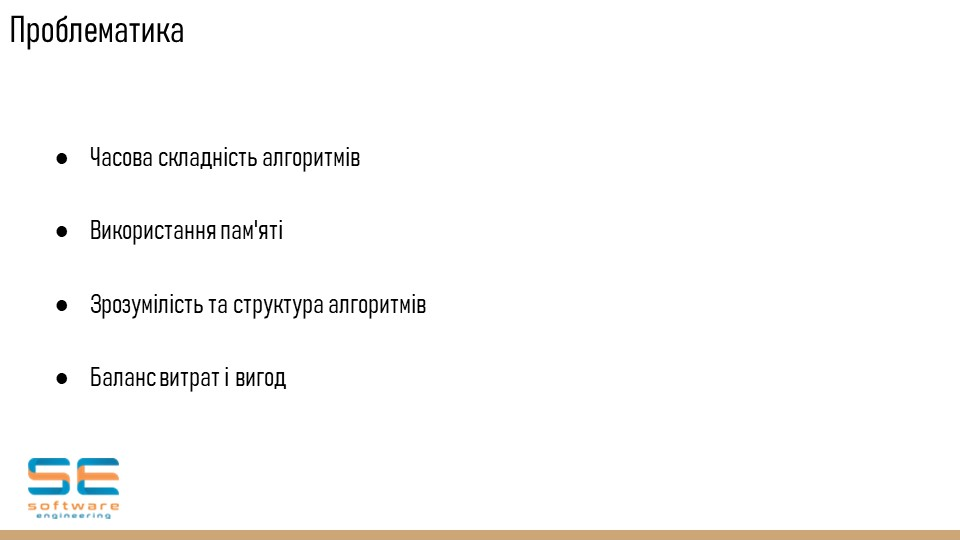 Проблематика
● Часова складність алгоритмів
● Використання пам'яті
● Зрозумілість та структура алгоритмів
● Баланс витрат і вигод
SE
software
engineering